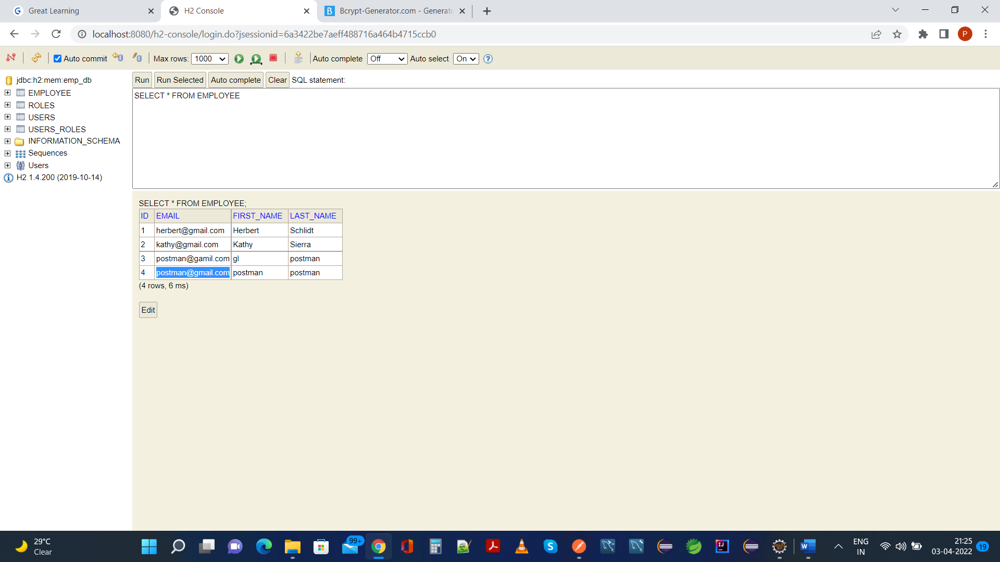 Great Learning
H2 Console
Bcrypt-Generator.com - Generate
localhost:8080/h2-console/login.do?jsessionid=6a3422be7aeff488716a464b4715ccb0
P
Auto commit
Max rows: 1000
Auto complete Off
Auto select On
jdbc:h2:mem:emp_db
EMPLOYEE
ROLES
USERS
USERS_ROLES
INFORMATION_SCHEMA
Sequences
Users
H2 1.4.200 (2019-10-14)
Run Run Selected Auto complete Clear SQL statement:
SELECT * FROM EMPLOYEE
SELECT * FROM EMPLOYEE;
ID EMAIL FIRST_NAME LAST_NAME
1 herbert@gmail.com Herbert Schlidt
2 kathy@gmail.com Kathy Sierra
3 postman@gamil.com gl postman
4 postman@gmail.com postman postman
(4 rows, 6 ms)
Edit
29°C
Clear
99+
ENG
IN
21:25
03-04-2022
19